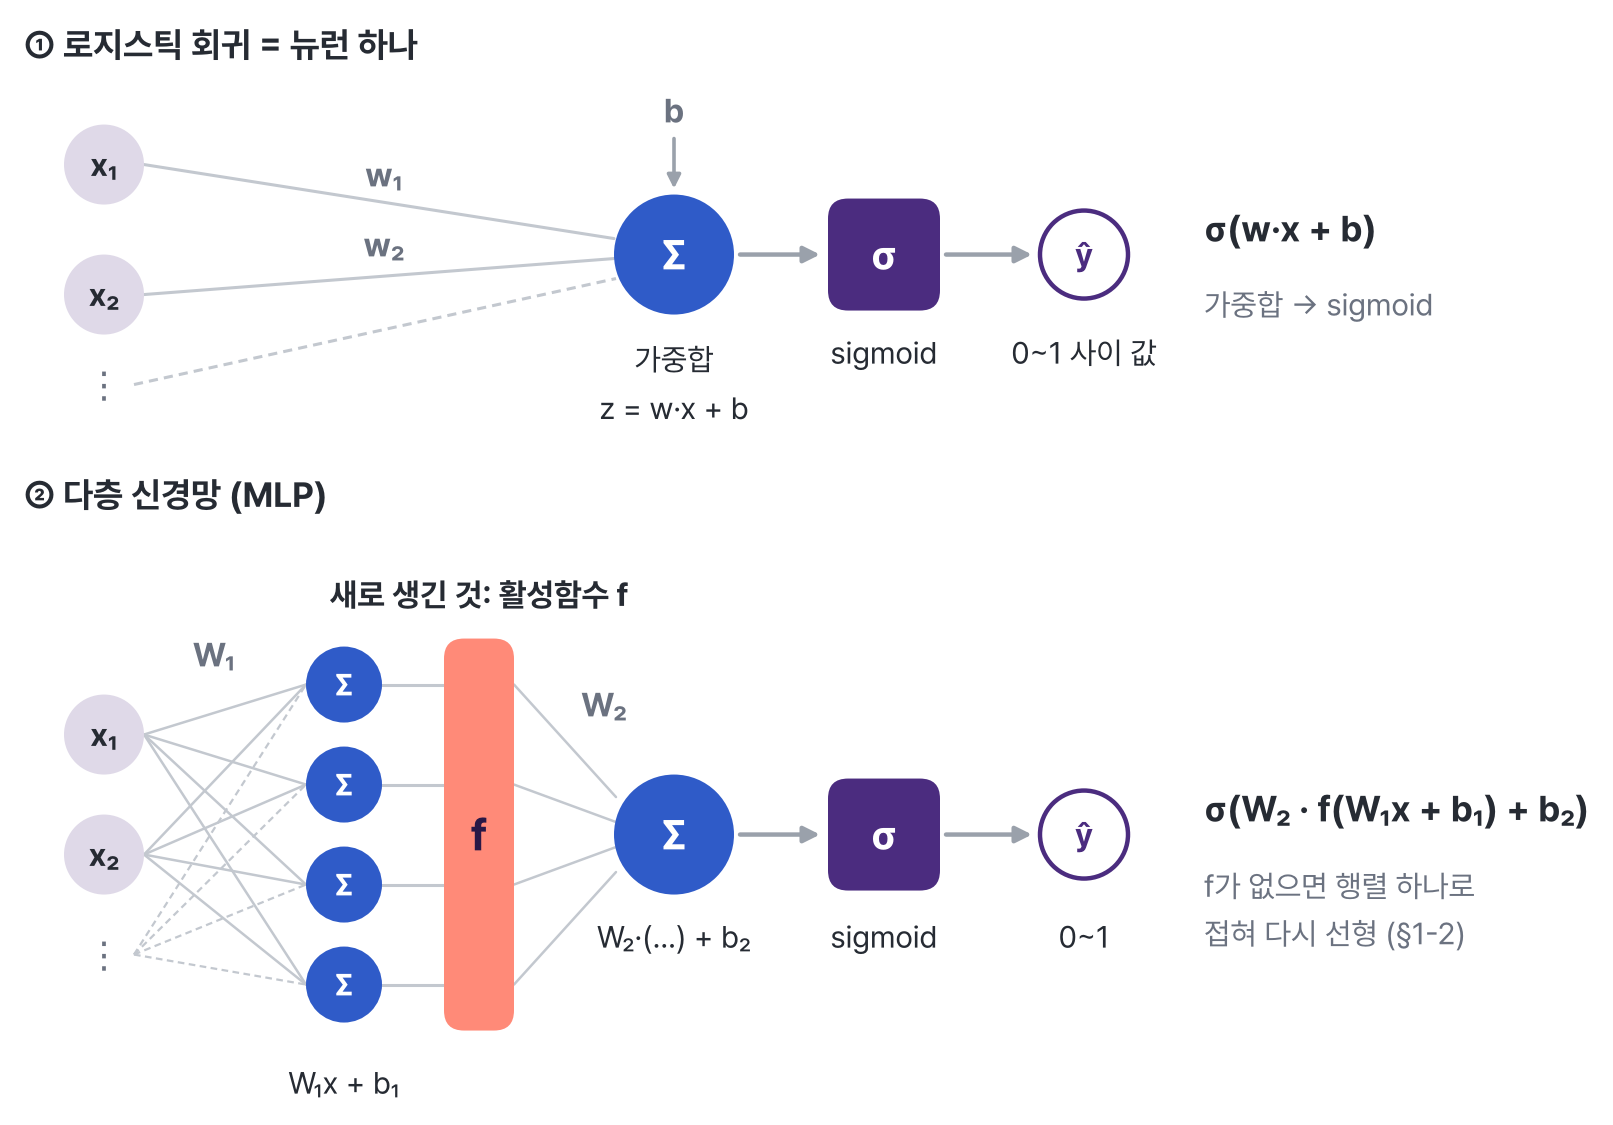 ① 로지스틱 회귀 = 뉴런 하나
b
x₁
w₁
w₂
x₂
⋮
Σ
σ
ŷ
σ(w·x + b)
가중합 → sigmoid
가중합
sigmoid
0~1 사이 값
z = w·x + b
② 다층 신경망 (MLP)
새로 생긴 것: 활성함수 f
W₁
W₂
x₁
x₂
⋮
Σ
Σ
Σ
Σ
f
Σ
σ
ŷ
σ(W₂ · f(W₁x + b₁) + b₂)
f가 없으면 행렬 하나로
접혀 다시 선형 (§1-2)
W₂·(...) + b₂
sigmoid
0~1
W₁x + b₁